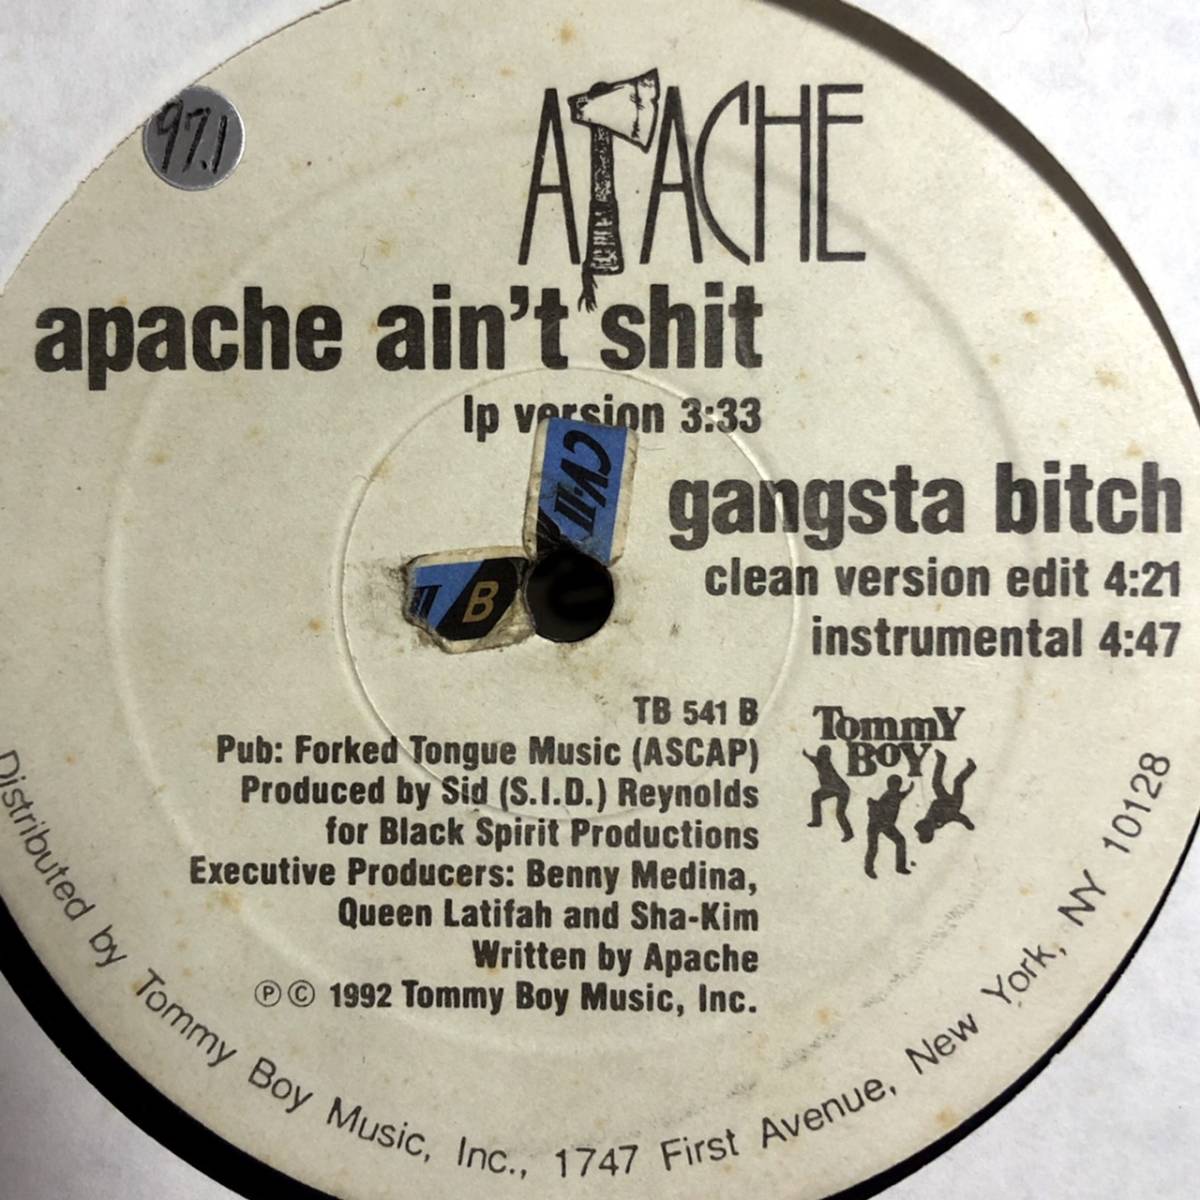 97.1
APACHE
apache ain't shit
lp version 3:33
gangsta bitch
clean version edit 4:21
instrumental 4:47
CV-II
II B
TB 541 B
Pub: Forked Tongue Music (ASCAP)
Produced by Sid (S.I.D.) Reynolds
for Black Spirit Productions
Executive Producers: Benny Medina,
Queen Latifah and Sha-Kim
Written by Apache
℗© 1992 Tommy Boy Music, Inc.
TommY
BOY
Distributed by Tommy Boy Music, Inc., 1747 First Avenue, New York, NY 10128